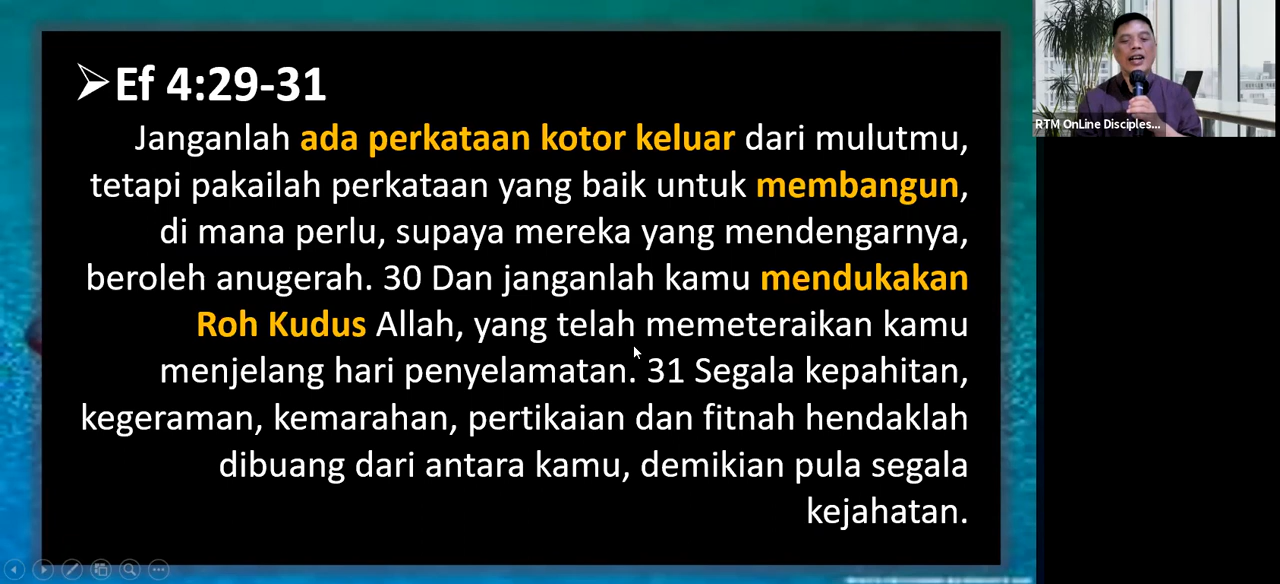 ➢Ef 4:29-31
Janganlah ada perkataan kotor keluar dari mulutmu,
tetapi pakailah perkataan yang baik untuk membangun,
di mana perlu, supaya mereka yang mendengarnya,
beroleh anugerah. 30 Dan janganlah kamu mendukakan
Roh Kudus Allah, yang telah memeteraikan kamu
menjelang hari penyelamatan. 31 Segala kepahitan,
kegeraman, kemarahan, pertikaian dan fitnah hendaklah
dibuang dari antara kamu, demikian pula segala
kejahatan.
RTM OnLine Disciples...